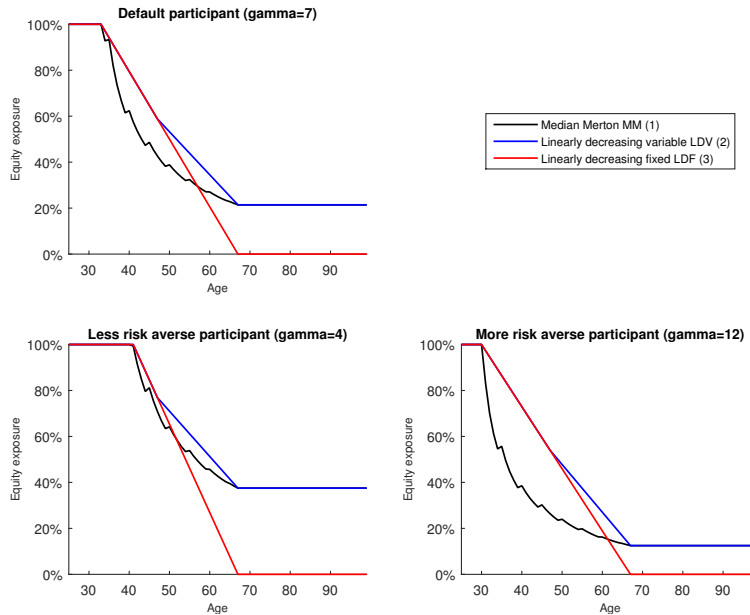 Default participant (gamma=7)
100%
80%
60%
40%
20%
0%
Equity exposure
30 40 50 60 70 80 90
Age
Median Merton MM (1)
Linearly decreasing variable LDV (2)
Linearly decreasing fixed LDF (3)
Less risk averse participant (gamma=4)
100%
80%
60%
40%
20%
0%
Equity exposure
30 40 50 60 70 80 90
Age
More risk averse participant (gamma=12)
100%
80%
60%
40%
20%
0%
Equity exposure
30 40 50 60 70 80 90
Age